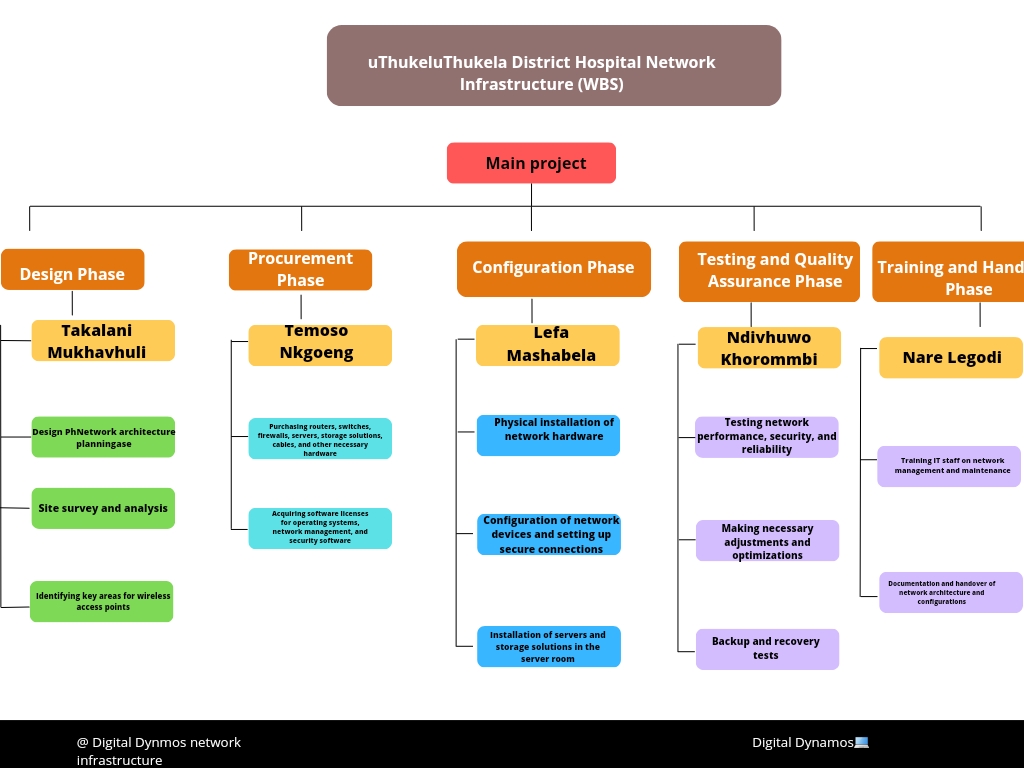 uThukeluThukela District Hospital Network
Infrastructure (WBS)
Main project
Design Phase
Procurement
Phase
Configuration Phase
Testing and Quality
Assurance Phase
Training and Hand
Phase
Takalani
Mukhavhuli
Temoso
Nkgoeng
Lefa
Mashabela
Ndivhuwo
Khorommbi
Nare Legodi
Design PhNetwork architecture
planningase
Site survey and analysis
Identifying key areas for wireless
access points
Purchasing routers, switches,
firewalls, servers, storage solutions,
cables, and other necessary
hardware
Acquiring software licenses
for operating systems,
network management, and
security software
Physical installation of
network hardware
Configuration of network
devices and setting up
secure connections
Installation of servers and
storage solutions in the
server room
Testing network
performance, security, and
reliability
Making necessary
adjustments and
optimizations
Backup and recovery
tests
Training IT staff on network
management and maintenance
Documentation and handover of
network architecture and
configurations
@ Digital Dynmos network
infrastructure
Digital Dynamos💻